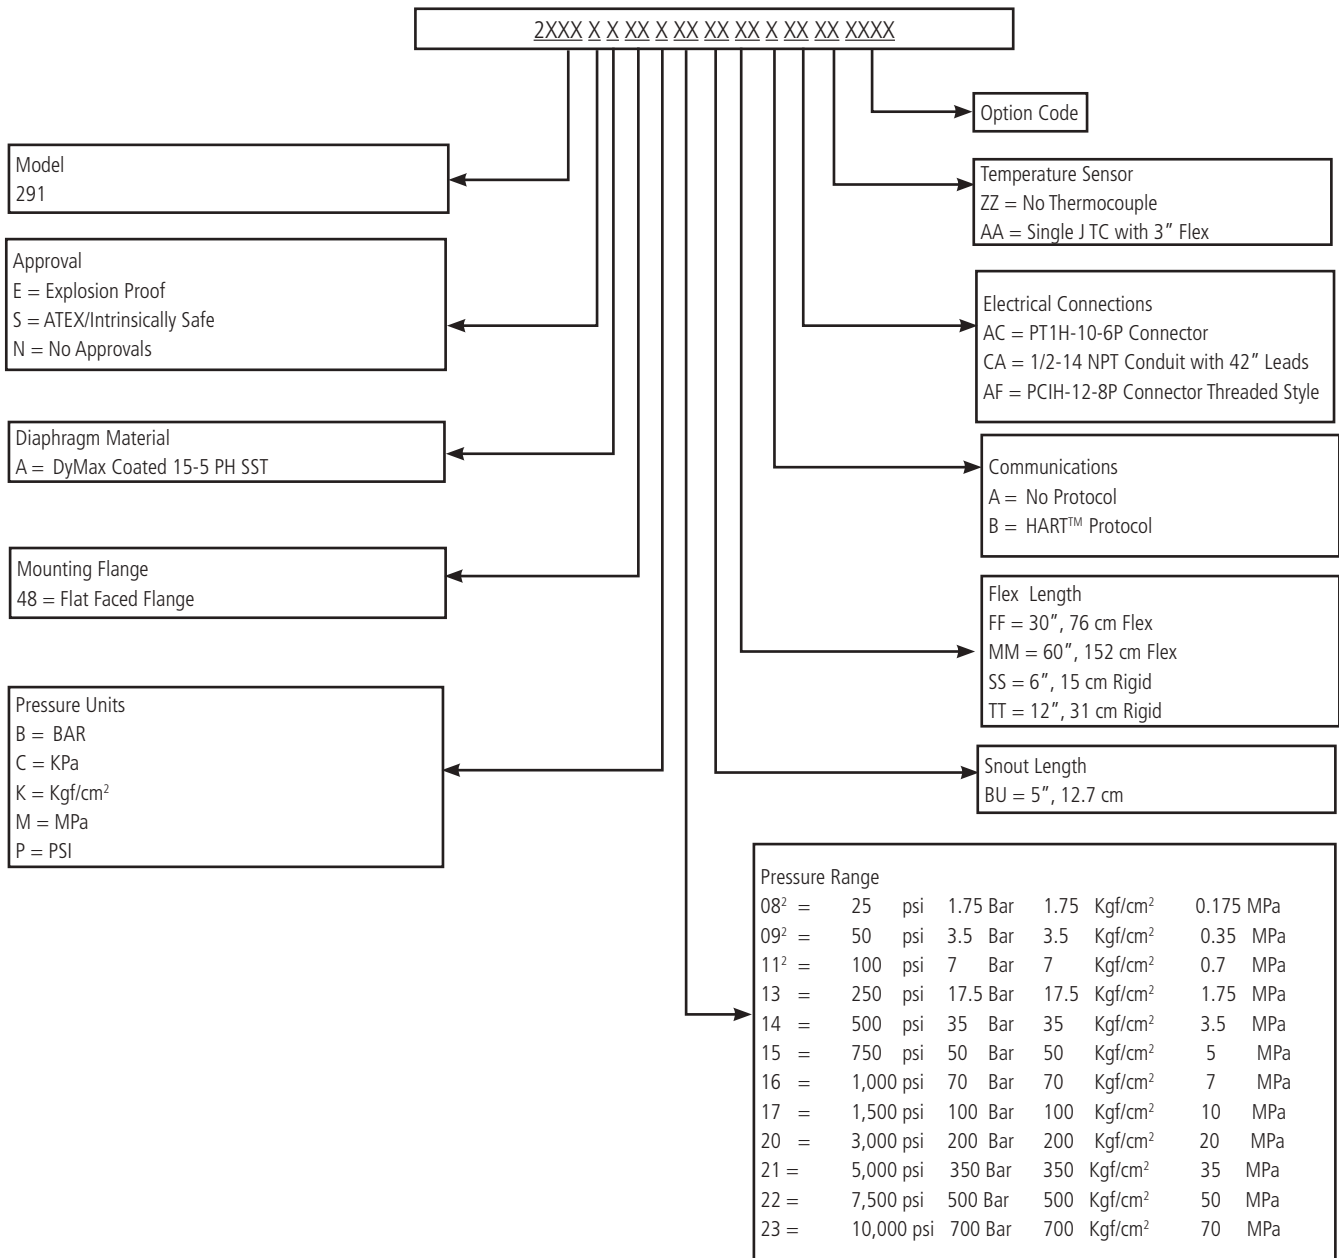 2XXX X X XX X XX XX XX X XX XX XXXX
Option Code
Model
291
Temperature Sensor
ZZ = No Thermocouple
AA = Single J TC with 3″ Flex
Approval
E = Explosion Proof
S = ATEX/Intrinsically Safe
N = No Approvals
Electrical Connections
AC = PT1H-10-6P Connector
CA = 1/2-14 NPT Conduit with 42″ Leads
AF = PCIH-12-8P Connector Threaded Style
Diaphragm Material
A = DyMax Coated 15-5 PH SST
Communications
A = No Protocol
B = HART™ Protocol
Mounting Flange
48 = Flat Faced Flange
Flex Length
FF = 30″, 76 cm Flex
MM = 60″, 152 cm Flex
SS = 6″, 15 cm Rigid
TT = 12″, 31 cm Rigid
Pressure Units
B = BAR
C = KPa
K = Kgf/cm²
M = MPa
P = PSI
Snout Length
BU = 5″, 12.7 cm
Pressure Range
08² = 25 psi 1.75 Bar 1.75 Kgf/cm² 0.175 MPa
09² = 50 psi 3.5 Bar 3.5 Kgf/cm² 0.35 MPa
11² = 100 psi 7 Bar 7 Kgf/cm² 0.7 MPa
13 = 250 psi 17.5 Bar 17.5 Kgf/cm² 1.75 MPa
14 = 500 psi 35 Bar 35 Kgf/cm² 3.5 MPa
15 = 750 psi 50 Bar 50 Kgf/cm² 5 MPa
16 = 1,000 psi 70 Bar 70 Kgf/cm² 7 MPa
17 = 1,500 psi 100 Bar 100 Kgf/cm² 10 MPa
20 = 3,000 psi 200 Bar 200 Kgf/cm² 20 MPa
21 = 5,000 psi 350 Bar 350 Kgf/cm² 35 MPa
22 = 7,500 psi 500 Bar 500 Kgf/cm² 50 MPa
23 = 10,000 psi 700 Bar 700 Kgf/cm² 70 MPa